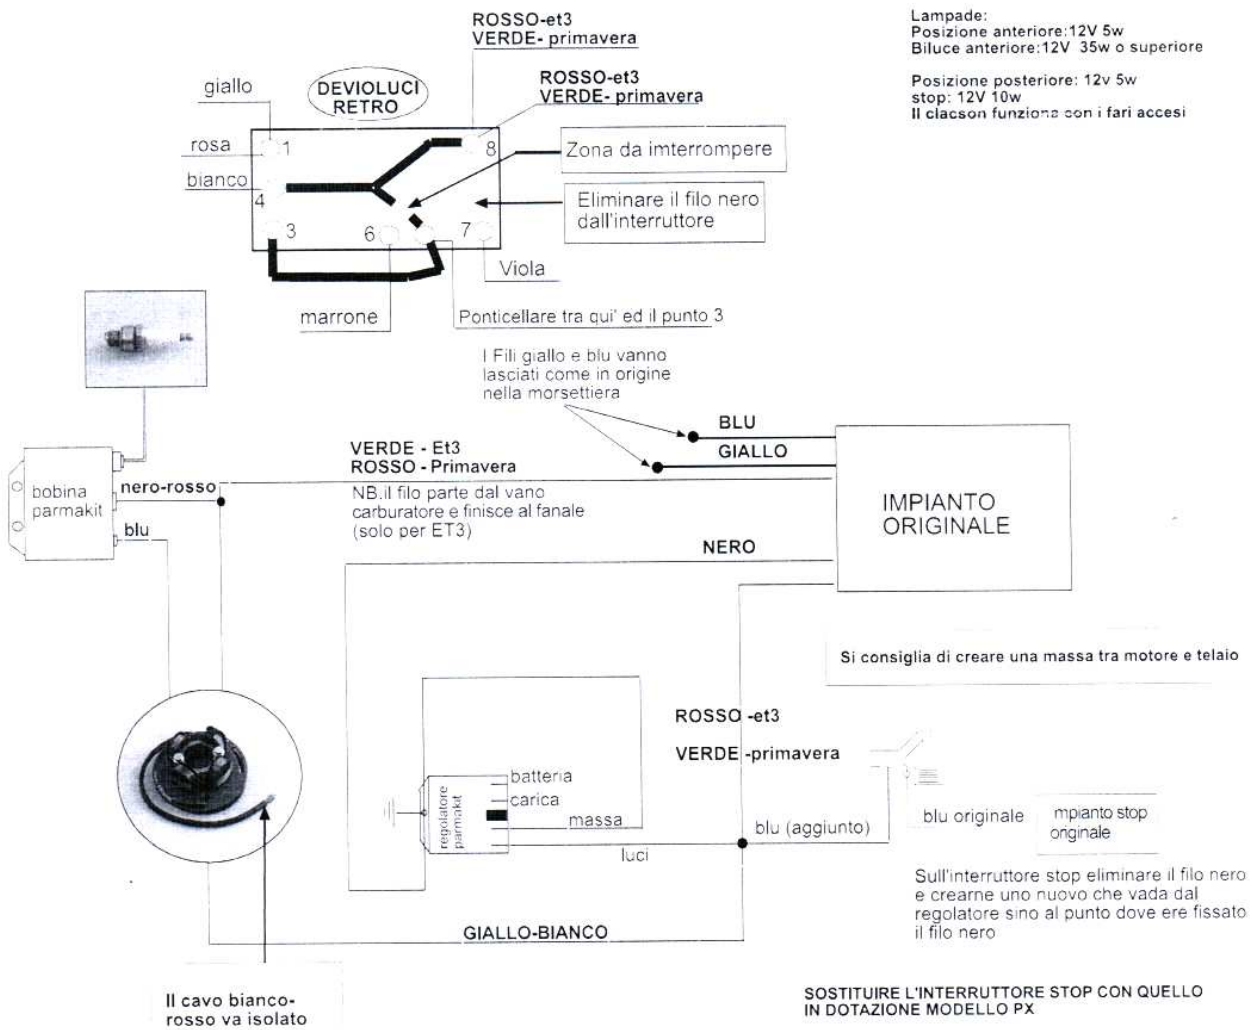 ROSSO-et3
VERDE- primavera
Lampade:
Posizione anteriore:12V 5w
Biluce anteriore:12V 35w o superiore
Posizione posteriore: 12v 5w
stop: 12V 10w
Il clacson funziona con i fari accesi
giallo
DEVIOLUCI
RETRO
ROSSO-et3
VERDE- primavera
rosa
1
8
Zona da imterrompere
bianco
4
Eliminare il filo nero
dall'interruttore
3
6
7
Viola
marrone
Ponticellare tra qui' ed il punto 3
I Fili giallo e blu vanno
lasciati come in origine
nella morsettiera
BLU
GIALLO
VERDE - Et3
ROSSO - Primavera
NB.il filo parte dal vano
carburatore e finisce al fanale
(solo per ET3)
bobina
parmakit
nero-rosso
blu
IMPIANTO
ORIGINALE
NERO
Si consiglia di creare una massa tra motore e telaio
ROSSO -et3
VERDE -primavera
regolatore
parmakit
batteria
carica
massa
luci
blu (aggiunto)
blu originale
mpianto stop
originale
Sull'interruttore stop eliminare il filo nero
e crearne uno nuovo che vada dal
regolatore sino al punto dove ere fissato
il filo nero
GIALLO-BIANCO
Il cavo bianco-
rosso va isolato
SOSTITUIRE L'INTERRUTTORE STOP CON QUELLO
IN DOTAZIONE MODELLO PX